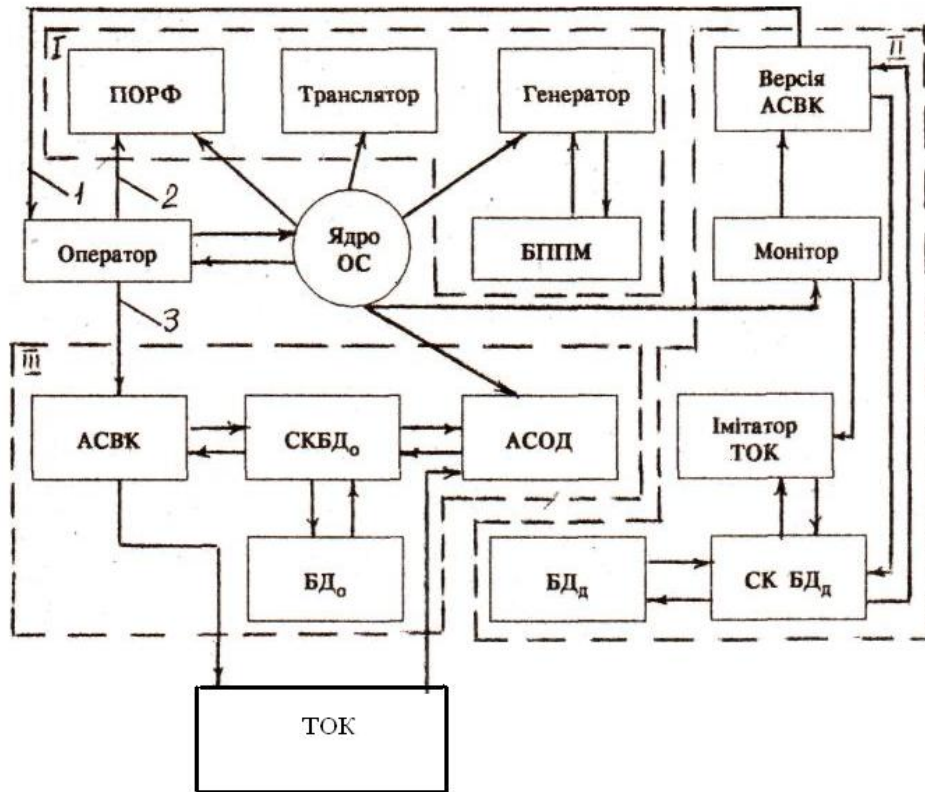 I
II
ПОРФ
Транслятор
Генератор
Версія
АСВК
1
2
Оператор
Ядро
ОС
БППМ
Монітор
3
III
АСВК
СКБДо
АСОД
Імітатор
ТОК
БДо
БДд
СК БДд
ТОК